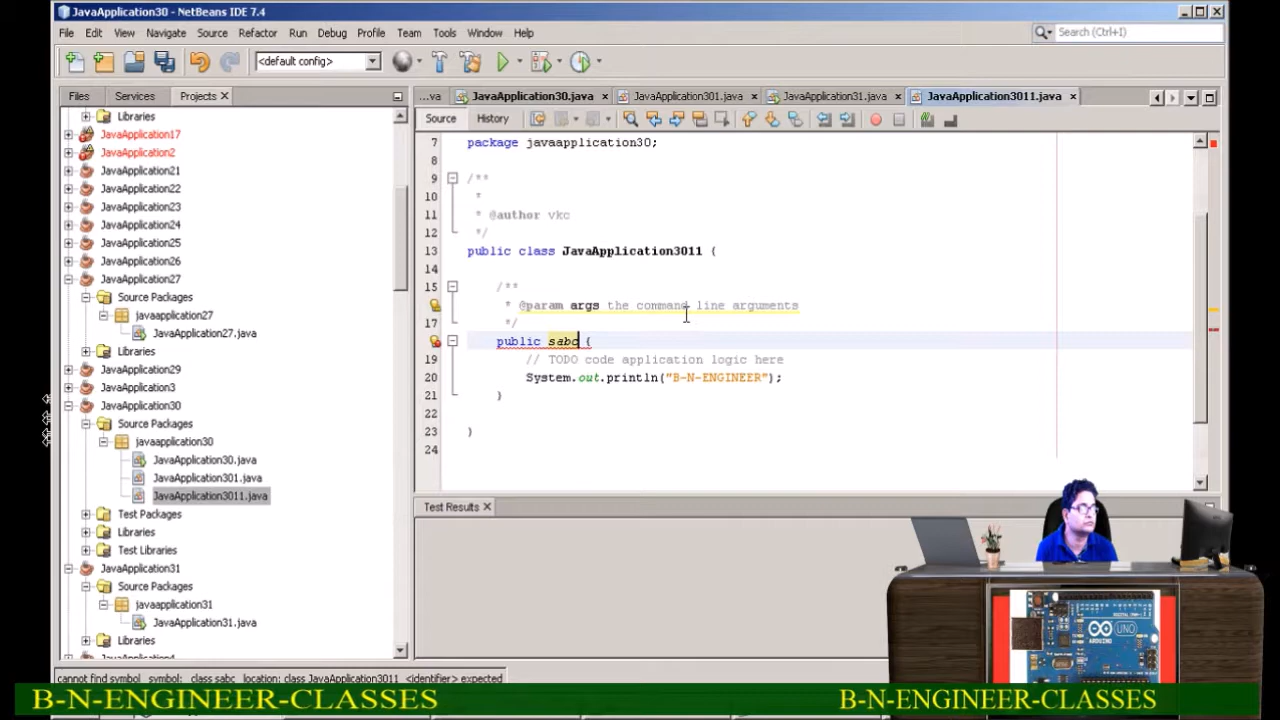 JavaApplication30 - NetBeans IDE 7.4
File Edit View Navigate Source Refactor Run Debug Profile Team Tools Window Help
Search (Ctrl+I)
<default config>
Files Services Projects
...va JavaApplication30.java JavaApplication301.java JavaApplication31.java JavaApplication3011.java
Source History
Libraries
JavaApplication17
JavaApplication2
JavaApplication21
JavaApplication22
JavaApplication23
JavaApplication24
JavaApplication25
JavaApplication26
JavaApplication27
Source Packages
javaapplication27
JavaApplication27.java
Libraries
JavaApplication29
JavaApplication3
JavaApplication30
Source Packages
javaapplication30
JavaApplication30.java
JavaApplication301.java
JavaApplication3011.java
Test Packages
Libraries
Test Libraries
JavaApplication31
Source Packages
javaapplication31
JavaApplication31.java
Libraries
7 package javaapplication30;
8
9 /**
10 *
11 * @author vkc
12 */
13 public class JavaApplication3011 {
14
15 /**
* @param args the command line arguments
17 */
public sabc {
19 // TODO code application logic here
20 System.out.println("B-N-ENGINEER");
21 }
22
23 }
24
Test Results
cannot find symbol symbol: class sabc location: class JavaApplication3011 <identifier> expected
ARDUINO
UNO
B-N-ENGINEER-CLASSES
B-N-ENGINEER-CLASSES